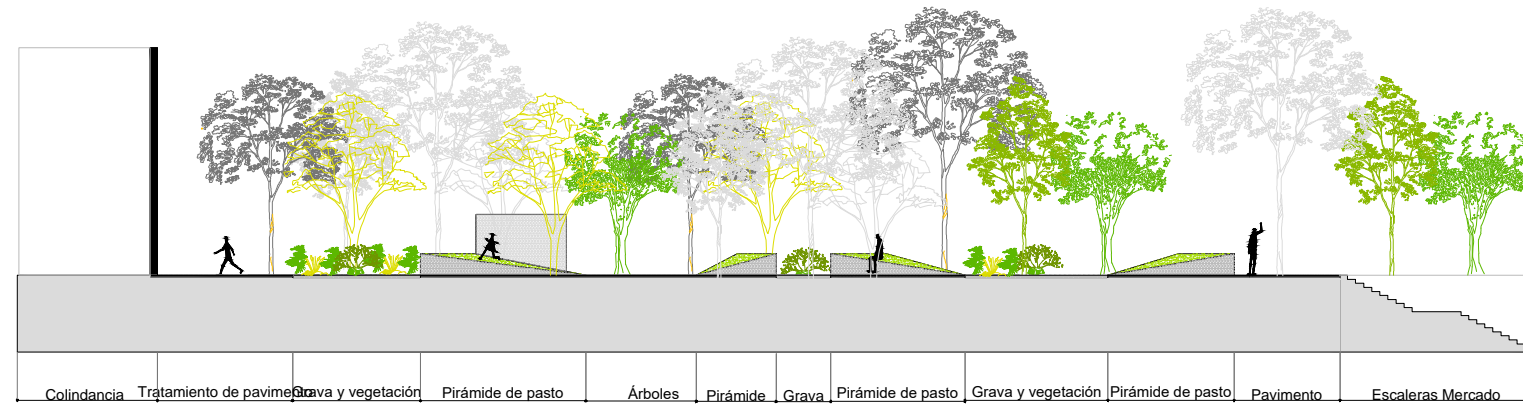 Colindancia
Tratamiento de pavimento
Grava y vegetación
Pirámide de pasto
Árboles
Pirámide
Grava
Pirámide de pasto
Grava y vegetación
Pirámide de pasto
Pavimento
Escaleras Mercado